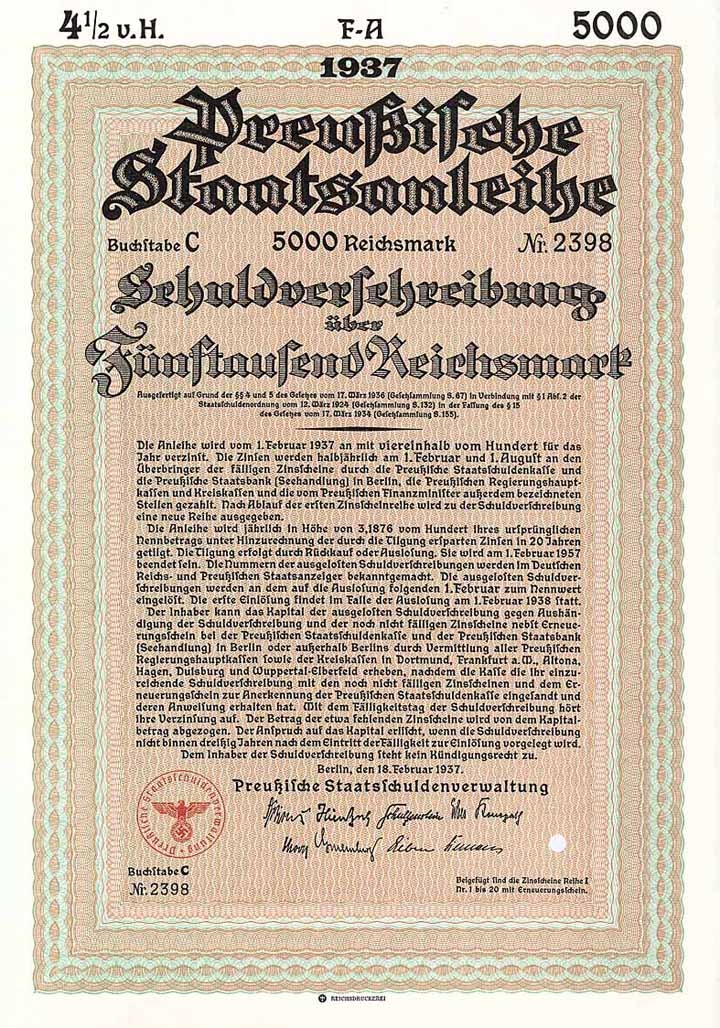 4 1/2 v.H.
F-A
5000
1937
Preußische
Staatsanleihe
Buchstabe C 5000 Reichsmark Nr. 2398
Schuldverschreibung
über
Fünftausend Reichsmark
Ausgefertigt auf Grund der §§ 4 und 5 des Gesetzes vom 17. März 1936 (Gesetzsammlung S. 67) in Verbindung mit § 1 Abs. 2 der
Staatsschuldenordnung vom 12. März 1924 (Gesetzsammlung S. 132) in der Fassung des § 15
des Gesetzes vom 17. März 1934 (Gesetzsammlung S. 155).
Die Anleihe wird vom 1. Februar 1937 an mit viereinhalb vom Hundert für das
Jahr verzinst. Die Zinsen werden halbjährlich am 1. Februar und 1. August an den
Überbringer der fälligen Zinsscheine durch die Preußische Staatsschuldenkasse und
die Preußische Staatsbank (Seehandlung) in Berlin, die Preußischen Regierungshaupt-
kassen und Kreiskassen und die vom Preußischen Finanzminister außerdem bezeichneten
Stellen gezahlt. Nach Ablauf der ersten Zinsscheinreihe wird zu der Schuldverschreibung
eine neue Reihe ausgegeben.
Die Anleihe wird jährlich in Höhe von 3,1876 vom Hundert ihres ursprünglichen
Nennbetrags unter Hinzurechnung der durch die Tilgung ersparten Zinsen in 20 Jahren
getilgt. Die Tilgung erfolgt durch Rückkauf oder Auslosung. Sie wird am 1. Februar 1957
beendet sein. Die Nummern der ausgelosten Schuldverschreibungen werden im Deutschen
Reichs- und Preußischen Staatsanzeiger bekanntgemacht. Die ausgelosten Schuldver-
schreibungen werden an dem auf die Auslosung folgenden 1. Februar zum Nennwert
eingelöst. Die erste Einlösung findet im Falle der Auslosung am 1. Februar 1938 statt.
Der Inhaber kann das Kapital der ausgelosten Schuldverschreibung gegen Aushän-
digung der Schuldverschreibung und der noch nicht fälligen Zinsscheine nebst Erneue-
rungsschein bei der Preußischen Staatsschuldenkasse und der Preußischen Staatsbank
(Seehandlung) in Berlin oder außerhalb Berlins durch Vermittlung aller Preußischen
Regierungshauptkassen sowie der Kreiskassen in Dortmund, Frankfurt a.M., Altona,
Hagen, Duisburg und Wuppertal-Elberfeld erheben, nachdem die Kasse die ihr einzu-
reichende Schuldverschreibung mit den noch nicht fälligen Zinsscheinen und dem Er-
neuerungsschein zur Anerkennung der Preußischen Staatsschuldenkasse eingesandt und
deren Anweisung erhalten hat. Mit dem Fälligkeitstag der Schuldverschreibung hört
ihre Verzinsung auf. Der Betrag der etwa fehlenden Zinsscheine wird von dem Kapital-
betrag abgezogen. Der Anspruch auf das Kapital erlischt, wenn die Schuldverschreibung
nicht binnen dreißig Jahren nach dem Eintritt der Fälligkeit zur Einlösung vorgelegt wird.
Dem Inhaber der Schuldverschreibung steht kein Kündigungsrecht zu.
Berlin, den 18. Februar 1937.
Preußische Staatsschuldenverwaltung
Preußische Staatsschuldenverwaltung
Buchstabe C
Nr. 2398
Beigefügt sind die Zinsscheine Reihe I
Nr. 1 bis 20 mit Erneuerungsschein.
REICHSDRUCKEREI